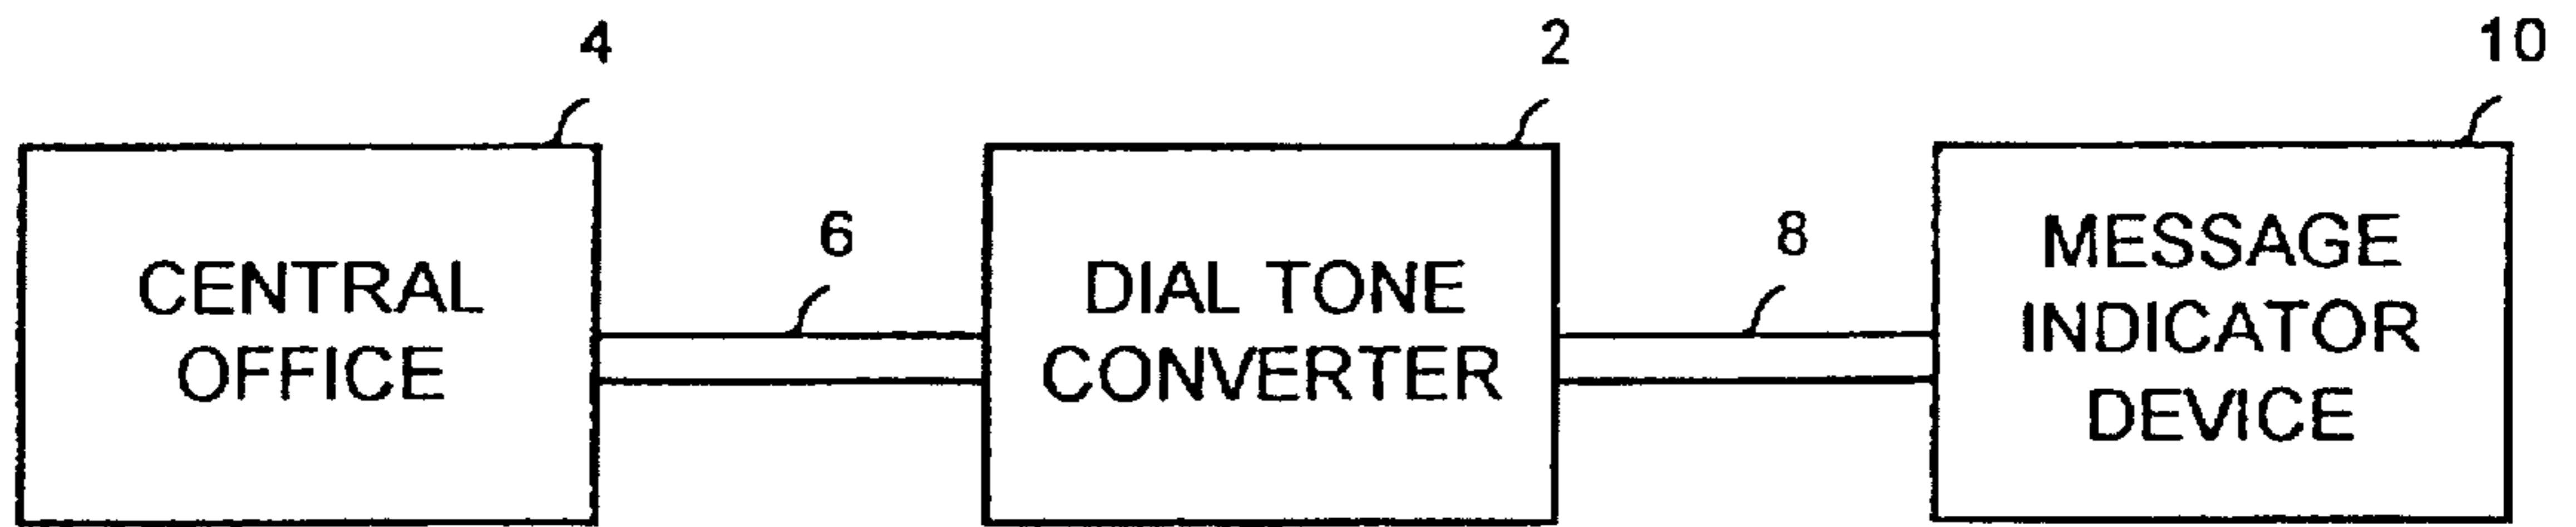 4
2
10
CENTRAL
OFFICE
6
DIAL TONE
CONVERTER
8
MESSAGE
INDICATOR
DEVICE